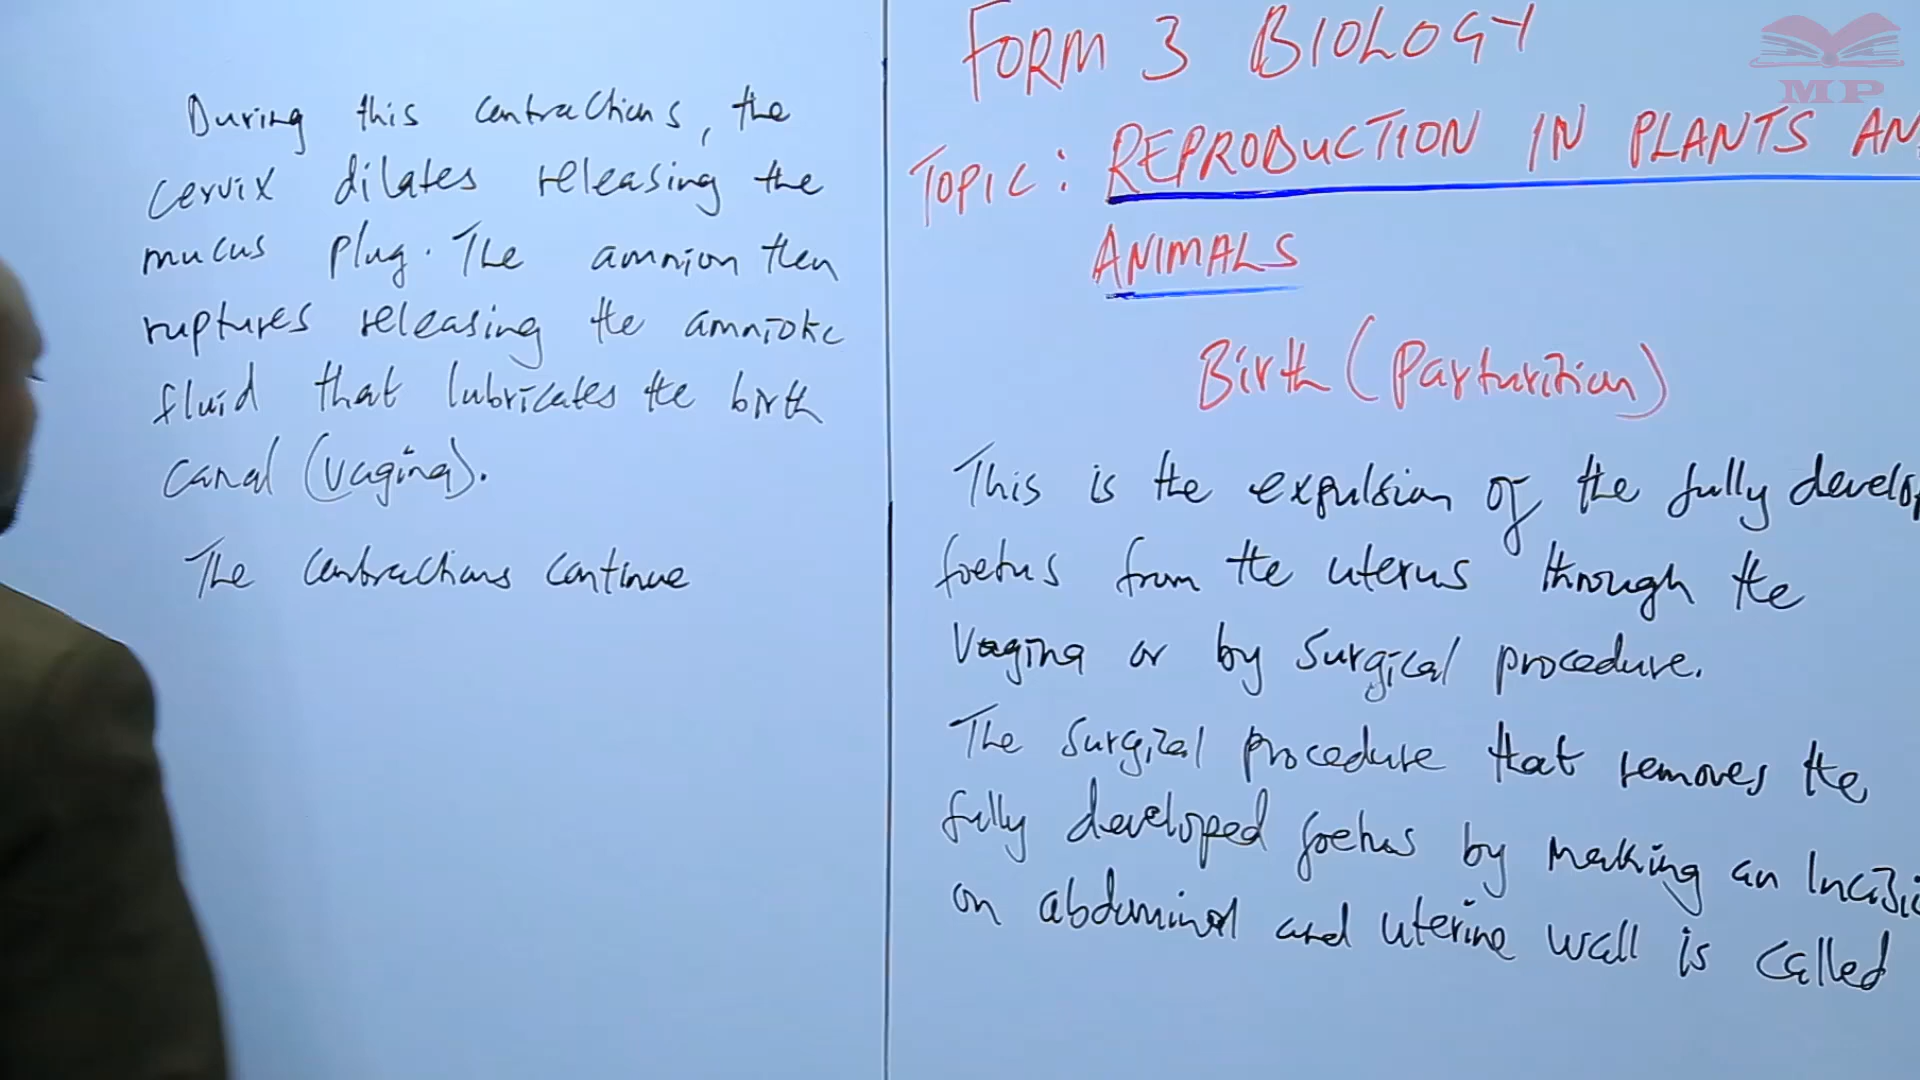 During this contractions, the
cervix dilates releasing the
mucus plug. The amnion then
ruptures releasing the amniotic
fluid that lubricates the birth
canal (vagina).
The contractions continue
FORM 3 BIOLOGY
TOPIC: REPRODUCTION IN PLANTS AN
ANIMALS
Birth (Parturition)
This is the expulsion of the fully develop
foetus from the uterus through the
vagina or by surgical procedure.
The surgical procedure that removes the
fully developed foetus by making an Incisi
on abdominal and uterine wall is called
MP